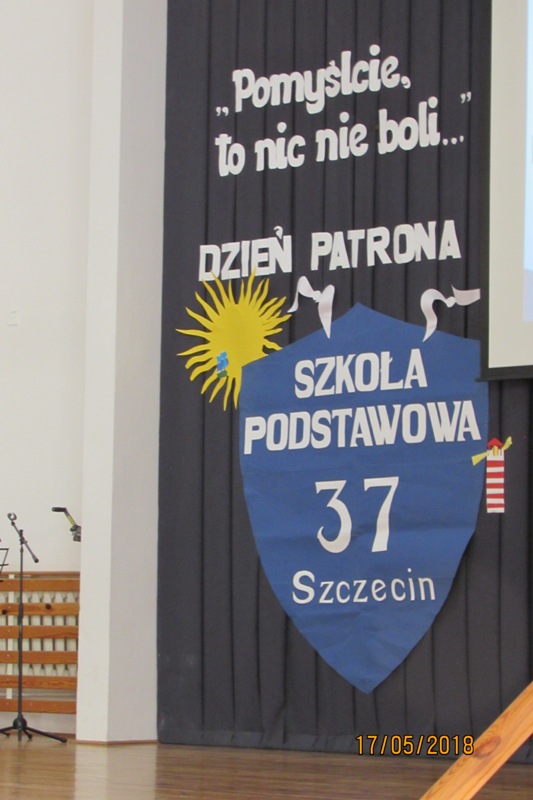 „Pomyślcie,
to nic nie boli..."
DZIEŃ PATRONA
SZKOŁA
PODSTAWOWA
37
Szczecin
17/05/2018